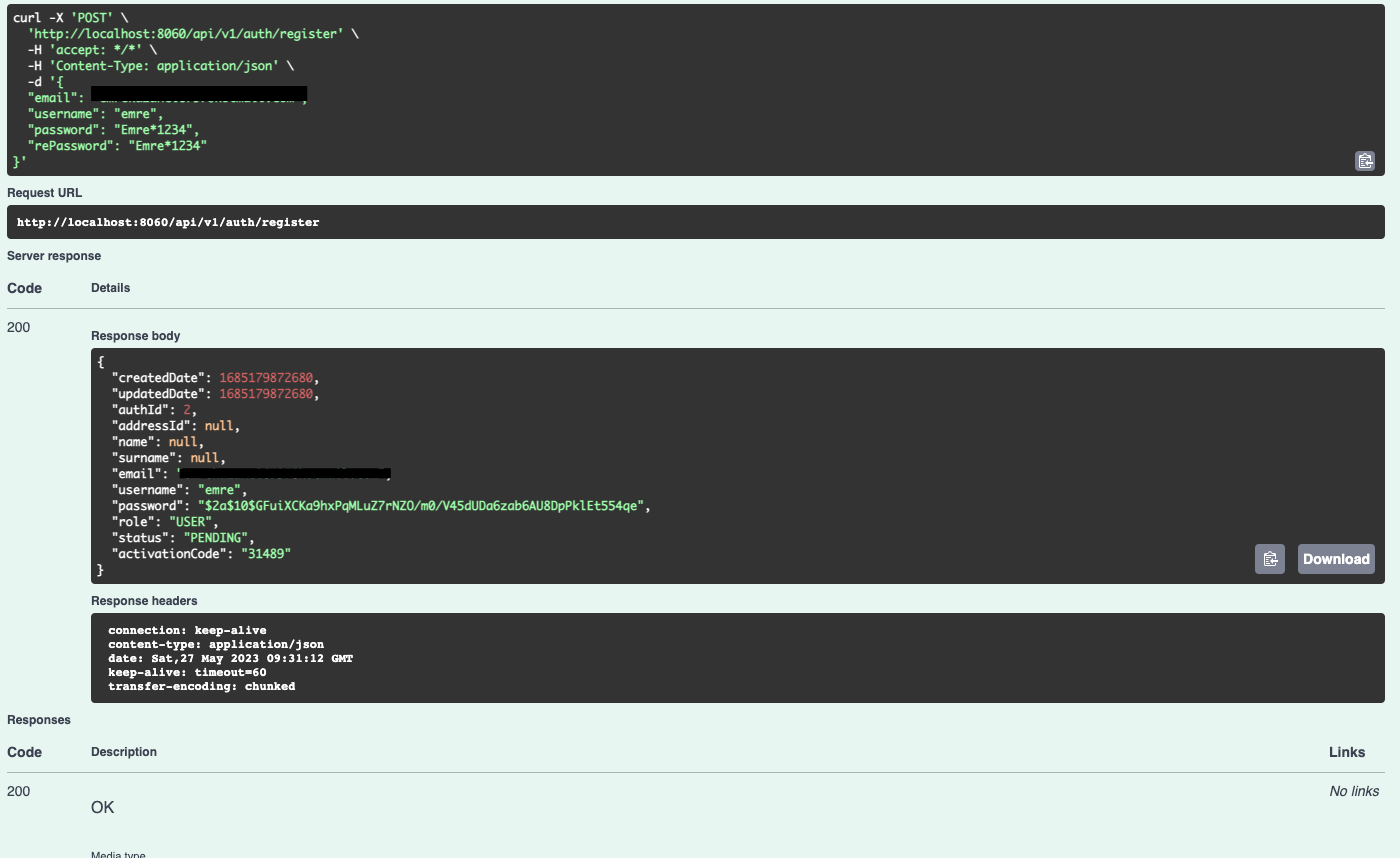 curl -X 'POST' \
'http://localhost:8060/api/v1/auth/register' \
-H 'accept: */*' \
-H 'Content-Type: application/json' \
-d '{
"email":
"username": "emre",
"password": "Emre*1234",
"rePassword": "Emre*1234"
}'
Request URL
http://localhost:8060/api/v1/auth/register
Server response
Code Details
200
Response body
{
"createdDate": 1685179872680,
"updatedDate": 1685179872680,
"authId": 2,
"addressId": null,
"name": null,
"surname": null,
"email":
"username": "emre",
"password": "$2a$10$GFuiXCKa9hxPqMLuZ7rNZO/m0/V45dUDa6zab6AU8DpPklEt554qe",
"role": "USER",
"status": "PENDING",
"activationCode": "31489"
}
Download
Response headers
connection: keep-alive
content-type: application/json
date: Sat,27 May 2023 09:31:12 GMT
keep-alive: timeout=60
transfer-encoding: chunked
Responses
Code Description Links
200 No links
OK
Media type